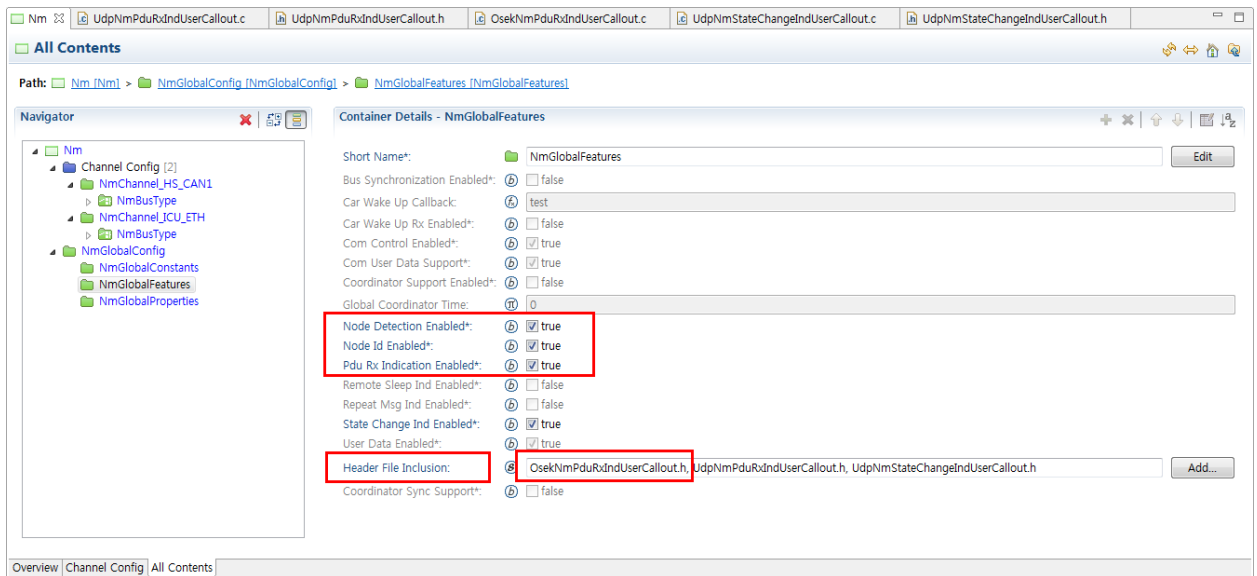 Nm UdpNmPduRxIndUserCallout.c UdpNmPduRxIndUserCallout.h OsekNmPduRxIndUserCallout.c UdpNmStateChangeIndUserCallout.c UdpNmStateChangeIndUserCallout.h
All Contents
Path: Nm [Nm] > NmGlobalConfig [NmGlobalConfig] > NmGlobalFeatures [NmGlobalFeatures]
Navigator
Nm
Channel Config [2]
NmChannel_HS_CAN1
NmBusType
NmChannel_ICU_ETH
NmBusType
NmGlobalConfig
NmGlobalConstants
NmGlobalFeatures
NmGlobalProperties
Container Details - NmGlobalFeatures
Short Name*: NmGlobalFeatures Edit
Bus Synchronization Enabled*: false
Car Wake Up Callback: test
Car Wake Up Rx Enabled*: false
Com Control Enabled*: true
Com User Data Support*: true
Coordinator Support Enabled*: false
Global Coordinator Time: 0
Node Detection Enabled*: true
Node Id Enabled*: true
Pdu Rx Indication Enabled*: true
Remote Sleep Ind Enabled*: false
Repeat Msg Ind Enabled*: false
State Change Ind Enabled*: true
User Data Enabled*: true
Header File Inclusion: OsekNmPduRxIndUserCallout.h, UdpNmPduRxIndUserCallout.h, UdpNmStateChangeIndUserCallout.h Add...
Coordinator Sync Support*: false
Overview Channel Config All Contents